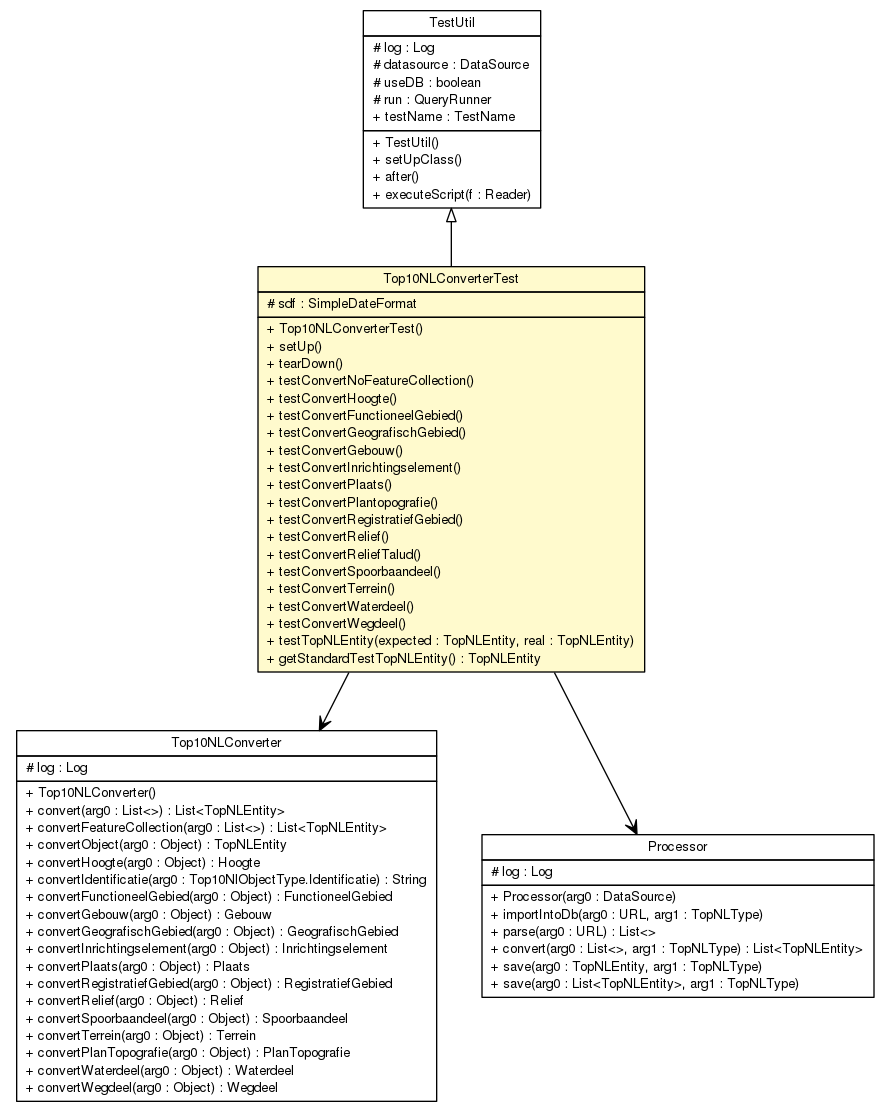 TestUtil
# log : Log
# datasource : DataSource
# useDB : boolean
# run : QueryRunner
+ testName : TestName
+ TestUtil()
+ setUpClass()
+ after()
+ executeScript(f : Reader)
Top10NLConverterTest
# sdf : SimpleDateFormat
+ Top10NLConverterTest()
+ setUp()
+ tearDown()
+ testConvertNoFeatureCollection()
+ testConvertHoogte()
+ testConvertFunctioneelGebied()
+ testConvertGeografischGebied()
+ testConvertGebouw()
+ testConvertInrichtingselement()
+ testConvertPlaats()
+ testConvertPlantopografie()
+ testConvertRegistratiefGebied()
+ testConvertRelief()
+ testConvertReliefTalud()
+ testConvertSpoorbaandeel()
+ testConvertTerrein()
+ testConvertWaterdeel()
+ testConvertWegdeel()
+ testTopNLEntity(expected : TopNLEntity, real : TopNLEntity)
+ getStandardTestTopNLEntity() : TopNLEntity
Top10NLConverter
# log : Log
+ Top10NLConverter()
+ convert(arg0 : List<>) : List<TopNLEntity>
+ convertFeatureCollection(arg0 : List<>) : List<TopNLEntity>
+ convertObject(arg0 : Object) : TopNLEntity
+ convertHoogte(arg0 : Object) : Hoogte
+ convertIdentificatie(arg0 : Top10NlObjectType.Identificatie) : String
+ convertFunctioneelGebied(arg0 : Object) : FunctioneelGebied
+ convertGebouw(arg0 : Object) : Gebouw
+ convertGeografischGebied(arg0 : Object) : GeografischGebied
+ convertInrichtingselement(arg0 : Object) : Inrichtingselement
+ convertPlaats(arg0 : Object) : Plaats
+ convertRegistratiefGebied(arg0 : Object) : RegistratiefGebied
+ convertRelief(arg0 : Object) : Relief
+ convertSpoorbaandeel(arg0 : Object) : Spoorbaandeel
+ convertTerrein(arg0 : Object) : Terrein
+ convertPlanTopografie(arg0 : Object) : PlanTopografie
+ convertWaterdeel(arg0 : Object) : Waterdeel
+ convertWegdeel(arg0 : Object) : Wegdeel
Processor
# log : Log
+ Processor(arg0 : DataSource)
+ importIntoDb(arg0 : URL, arg1 : TopNLType)
+ parse(arg0 : URL) : List<>
+ convert(arg0 : List<>, arg1 : TopNLType) : List<TopNLEntity>
+ save(arg0 : TopNLEntity, arg1 : TopNLType)
+ save(arg0 : List<TopNLEntity>, arg1 : TopNLType)